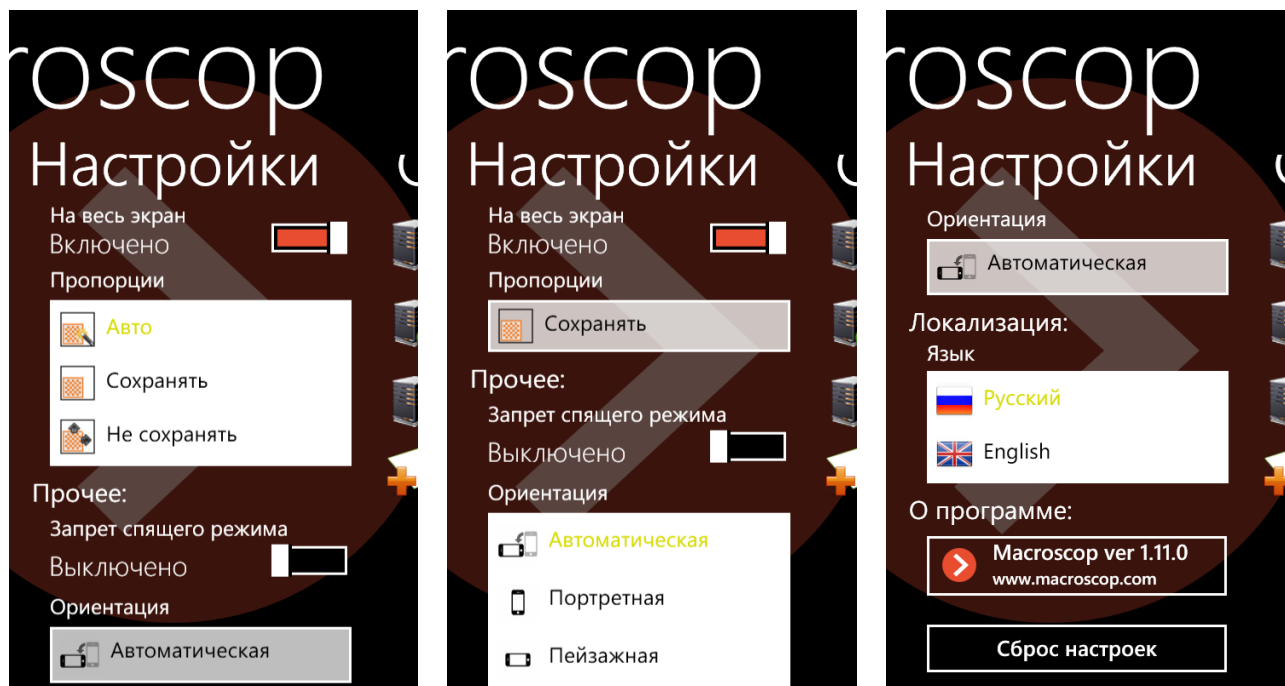 roscop
Настройки
На весь экран
Включено
Пропорции
Авто
Сохранять
Не сохранять
Прочее:
Запрет спящего режима
Выключено
Ориентация
Автоматическая
roscop
Настройки
На весь экран
Включено
Пропорции
Сохранять
Прочее:
Запрет спящего режима
Выключено
Ориентация
Автоматическая
Портретная
Пейзажная
roscop
Настройки
Ориентация
Автоматическая
Локализация:
Язык
Русский
English
О программе:
Macroscop ver 1.11.0
www.macroscop.com
Сброс настроек